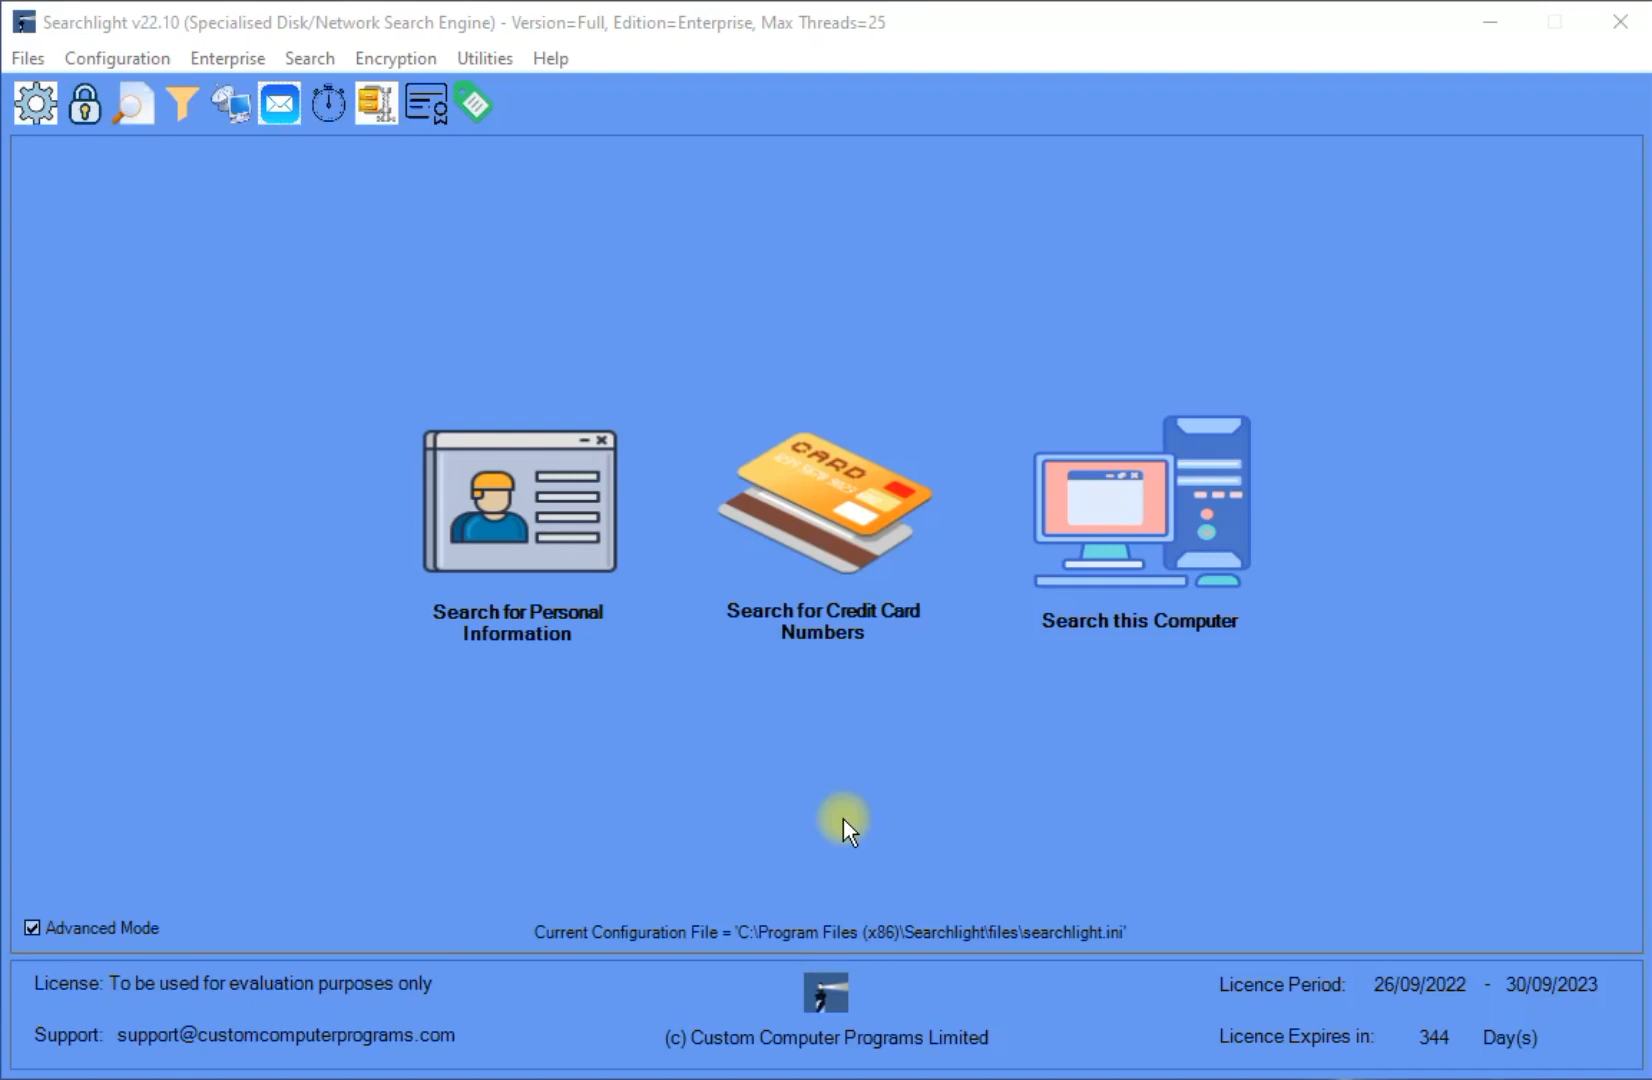 Searchlight v22.10 (Specialised Disk/Network Search Engine) - Version=Full, Edition=Enterprise, Max Threads=25
Files Configuration Enterprise Search Encryption Utilities Help
CARD
Search for Personal
Information
Search for Credit Card
Numbers
Search this Computer
Advanced Mode
Current Configuration File = 'C:\Program Files (x86)\Searchlight\files\searchlight.ini'
License: To be used for evaluation purposes only
Licence Period: 26/09/2022 - 30/09/2023
Support: support@customcomputerprograms.com
(c) Custom Computer Programs Limited
Licence Expires in: 344 Day(s)